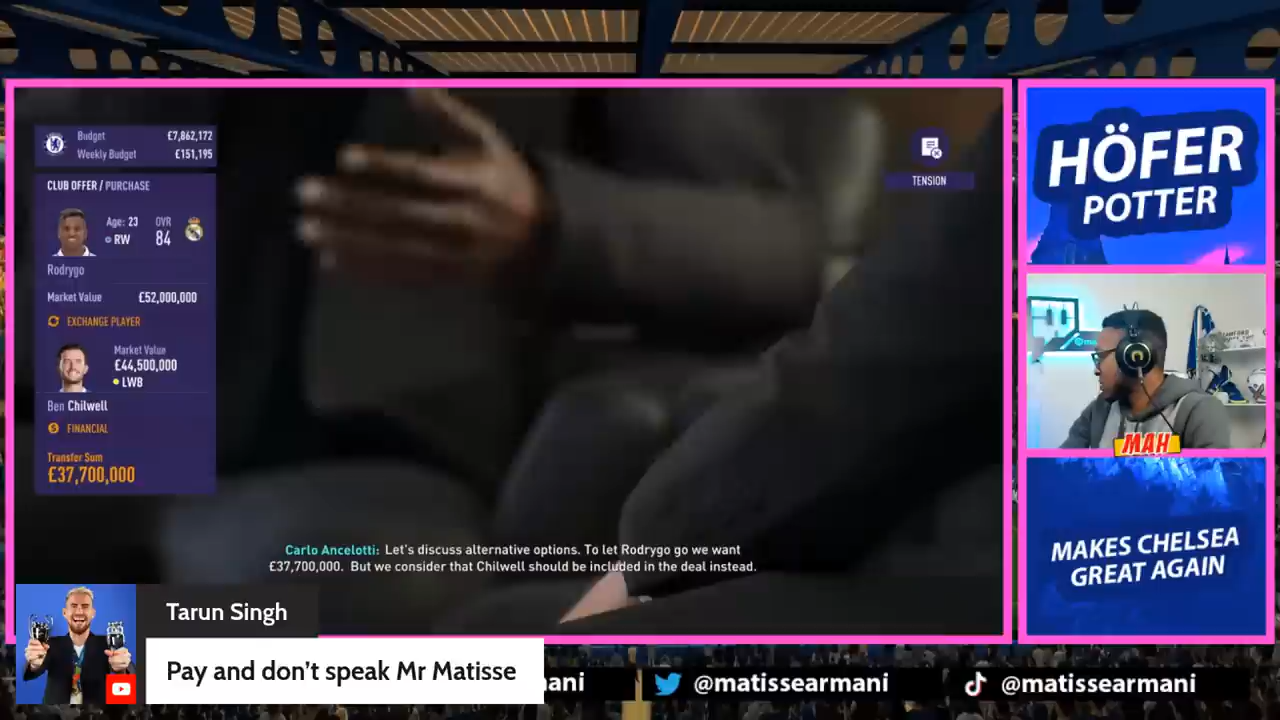 Budget £7,862,172
Weekly Budget £151,195
CLUB OFFER / PURCHASE
Age: 23 OVR
RW 84
Rodrygo
Market Value £52,000,000
EXCHANGE PLAYER
Market Value
£44,500,000
LWB
Ben Chilwell
FINANCIAL
Transfer Sum
£37,700,000
TENSION
Carlo Ancelotti: Let's discuss alternative options. To let Rodrygo go we want
£37,700,000. But we consider that Chilwell should be included in the deal instead.
HÖFER
POTTER
MAH
MAKES CHELSEA
GREAT AGAIN
Tarun Singh
Pay and don't speak Mr Matisse
ani
@matissearmani
@matissearmani